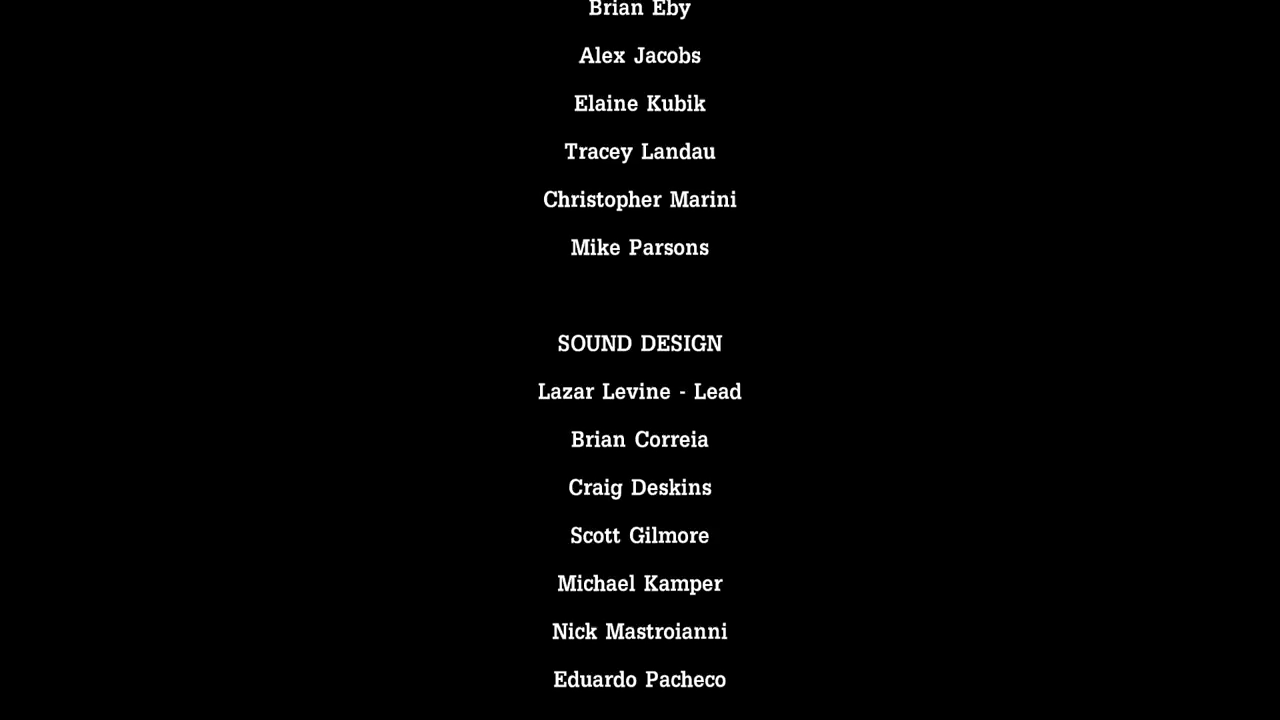 Brian Eby
Alex Jacobs
Elaine Kubik
Tracey Landau
Christopher Marini
Mike Parsons
SOUND DESIGN
Lazar Levine - Lead
Brian Correia
Craig Deskins
Scott Gilmore
Michael Kamper
Nick Mastroianni
Eduardo Pacheco